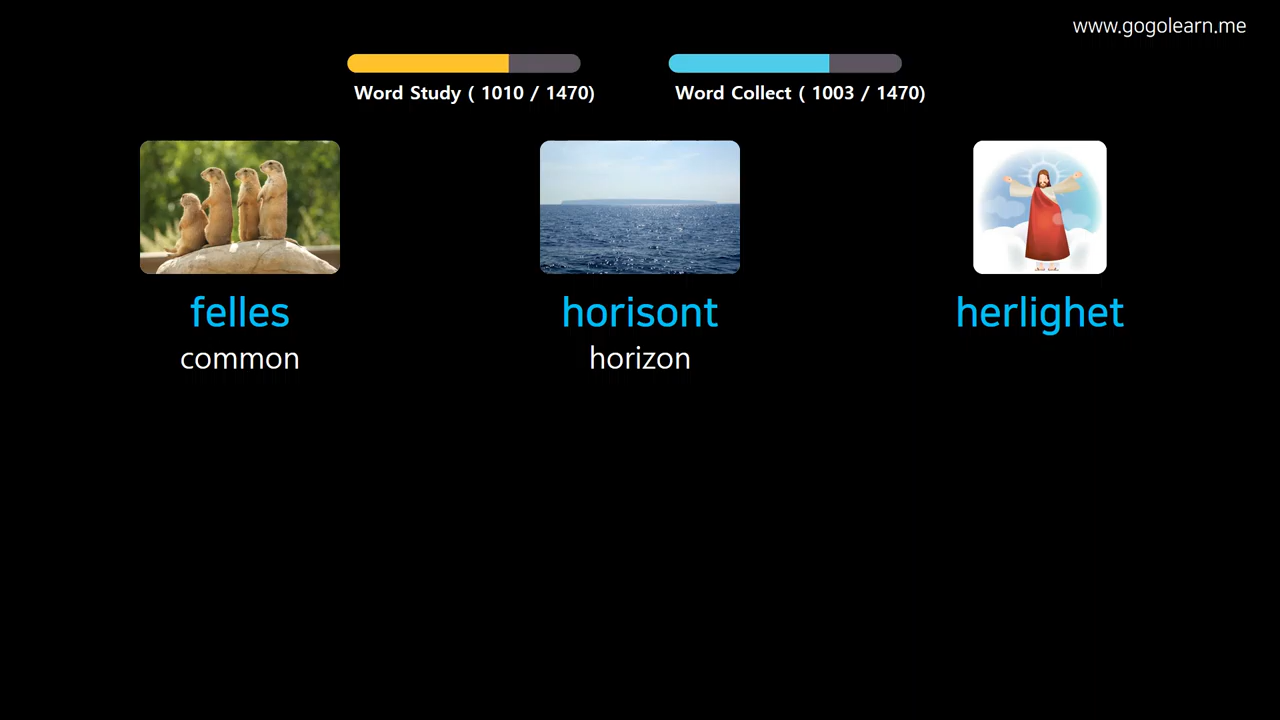 www.gogolearn.me
Word Study ( 1010 / 1470)
Word Collect ( 1003 / 1470)
felles
common
horisont
horizon
herlighet